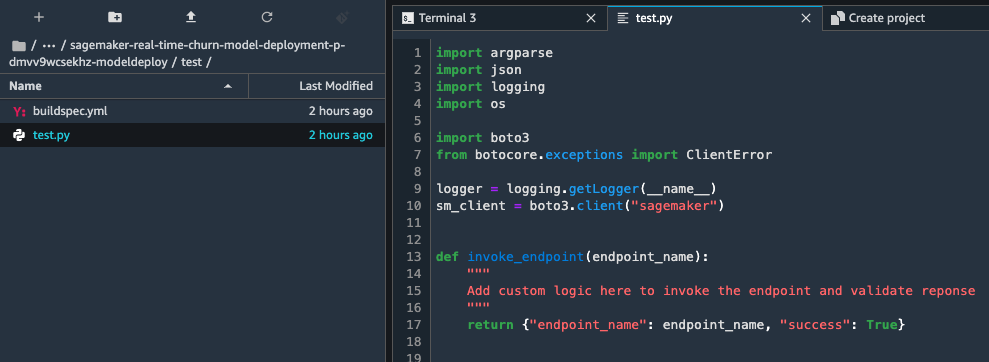 / ··· / sagemaker-real-time-churn-model-deployment-p-
dmvv9wcsekhz-modeldeploy / test /
Name Last Modified
Y: buildspec.yml 2 hours ago
test.py 2 hours ago
Terminal 3
test.py
Create project
1 import argparse
2 import json
3 import logging
4 import os
5
6 import boto3
7 from botocore.exceptions import ClientError
8
9 logger = logging.getLogger(__name__)
10 sm_client = boto3.client("sagemaker")
11
12
13 def invoke_endpoint(endpoint_name):
14 """
15 Add custom logic here to invoke the endpoint and validate reponse
16 """
17 return {"endpoint_name": endpoint_name, "success": True}
18
19